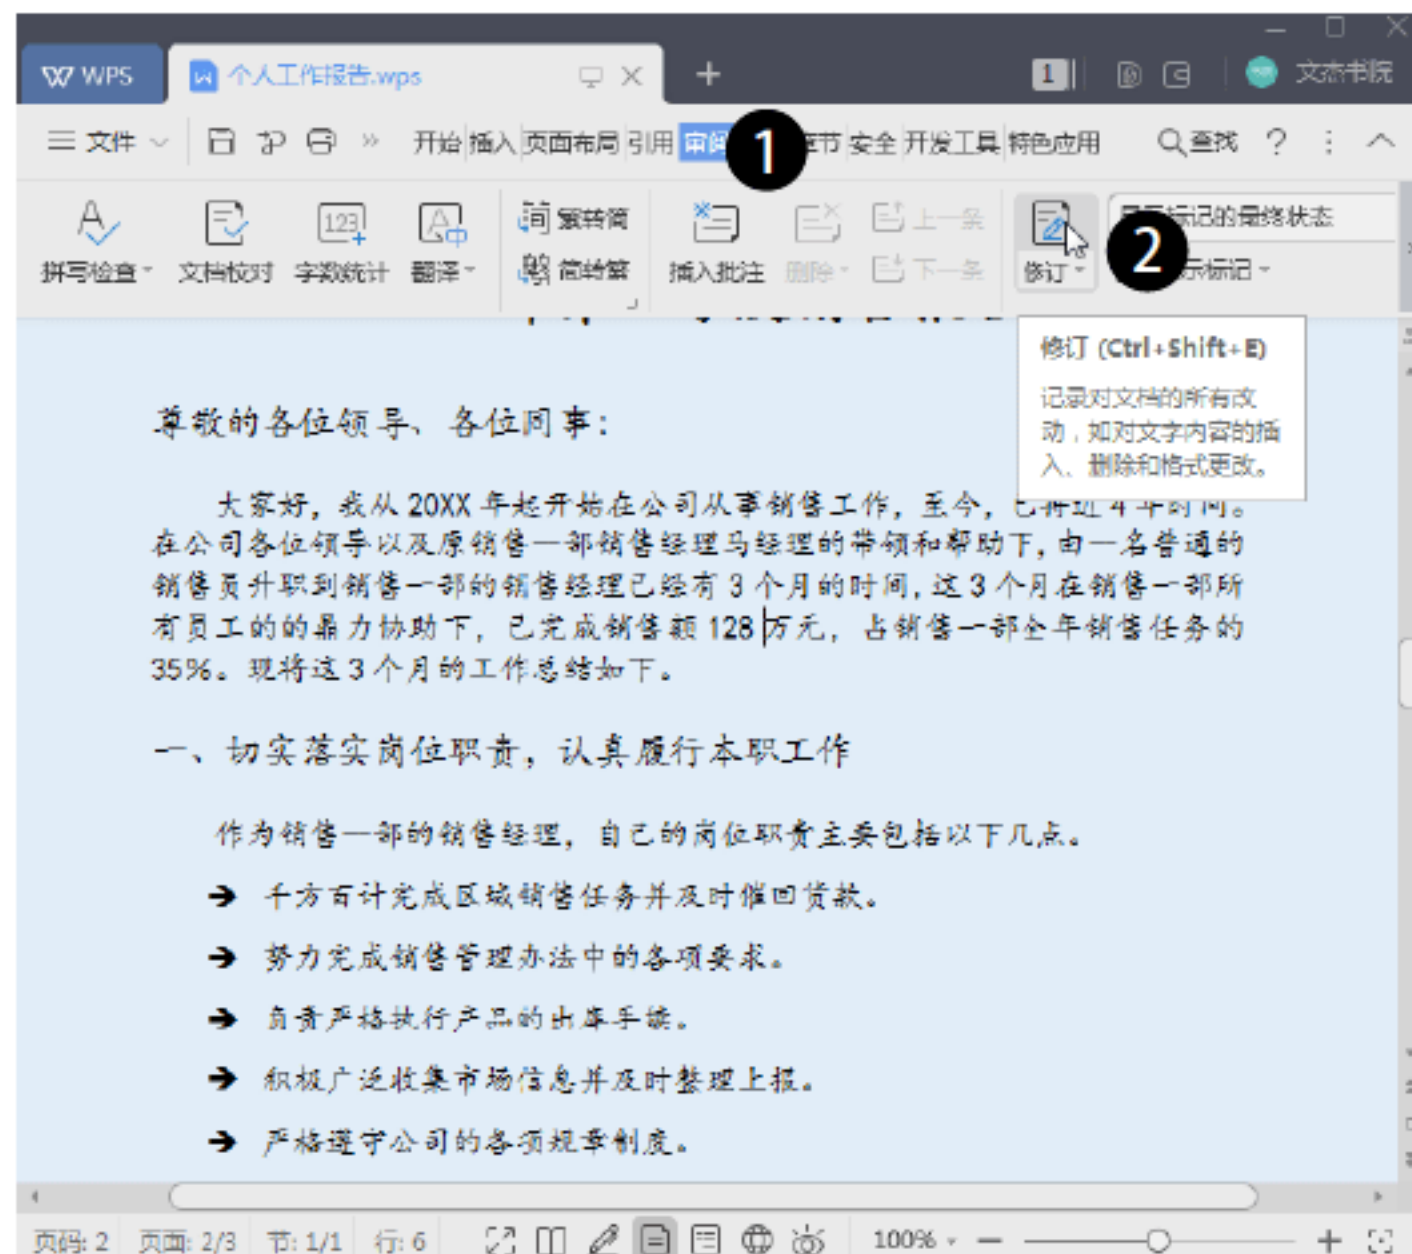 WPS 个人工作报告.wps 1 文杰书院
文件 开始 插入 页面布局 引用 审阅 1 章节 安全 开发工具 特色应用 查找 ?
繁转简 上一条 显示标记的最终状态
拼写检查 文档校对 字数统计 翻译 简转繁 插入批注 删除 下一条 修订 2 示标记
修订 (Ctrl+Shift+E)
记录对文档的所有改
动，如对文字内容的插
入、删除和格式更改。
尊敬的各位领导、各位同事：
大家好，我从 20XX 年起开始在公司从事销售工作，至今，已将近 4 年时间。
在公司各位领导以及原销售一部销售经理马经理的带领和帮助下，由一名普通的
销售员升职到销售一部的销售经理已经有 3 个月的时间，这 3 个月在销售一部所
有员工的的鼎力协助下，已完成销售额 128 万元，占销售一部全年销售任务的
35%。现将这 3 个月的工作总结如下。
一、切实落实岗位职责，认真履行本职工作
作为销售一部的销售经理，自己的岗位职责主要包括以下几点。
➔ 千方百计完成区域销售任务并及时催回货款。
➔ 努力完成销售管理办法中的各项要求。
➔ 负责严格执行产品的出库手续。
➔ 积极广泛收集市场信息并及时整理上报。
➔ 严格遵守公司的各项规章制度。
页码: 2 页面: 2/3 节: 1/1 行: 6 100%